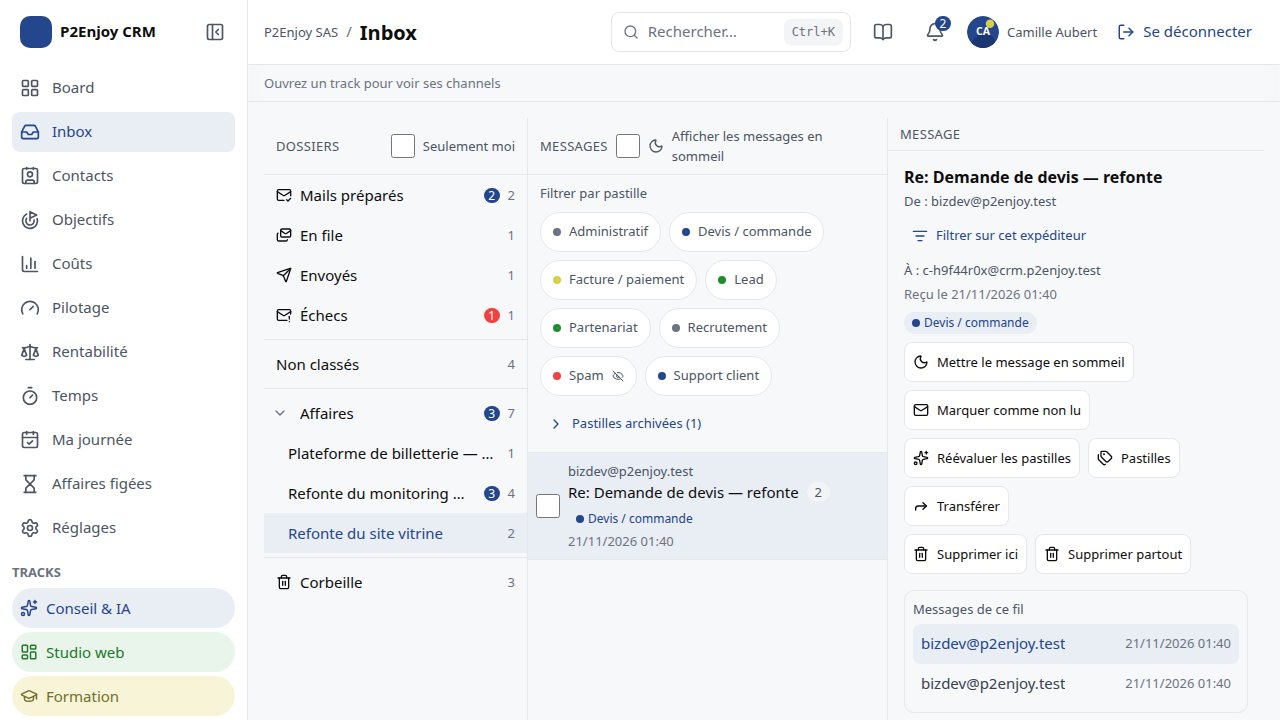 P2Enjoy CRM
Board
Inbox
Contacts
Objectifs
Coûts
Pilotage
Rentabilité
Temps
Ma journée
Affaires figées
Réglages
TRACKS
Conseil & IA
Studio web
Formation
P2Enjoy SAS / Inbox
Rechercher... Ctrl+K
2
CA Camille Aubert
Se déconnecter
Ouvrez un track pour voir ses channels
DOSSIERS Seulement moi
Mails préparés 2 2
En file 1
Envoyés 1
Échecs 1 1
Non classés 4
Affaires 3 7
Plateforme de billetterie — ... 1
Refonte du monitoring ... 3 4
Refonte du site vitrine 2
Corbeille 3
MESSAGES Afficher les messages en
sommeil
Filtrer par pastille
Administratif Devis / commande
Facture / paiement Lead
Partenariat Recrutement
Spam Support client
Pastilles archivées (1)
bizdev@p2enjoy.test
Re: Demande de devis — refonte 2
Devis / commande
21/11/2026 01:40
MESSAGE
Re: Demande de devis — refonte
De : bizdev@p2enjoy.test
Filtrer sur cet expéditeur
À : c-h9f44r0x@crm.p2enjoy.test
Reçu le 21/11/2026 01:40
Devis / commande
Mettre le message en sommeil
Marquer comme non lu
Réévaluer les pastilles Pastilles
Transférer
Supprimer ici Supprimer partout
Messages de ce fil
bizdev@p2enjoy.test 21/11/2026 01:40
bizdev@p2enjoy.test 21/11/2026 01:40